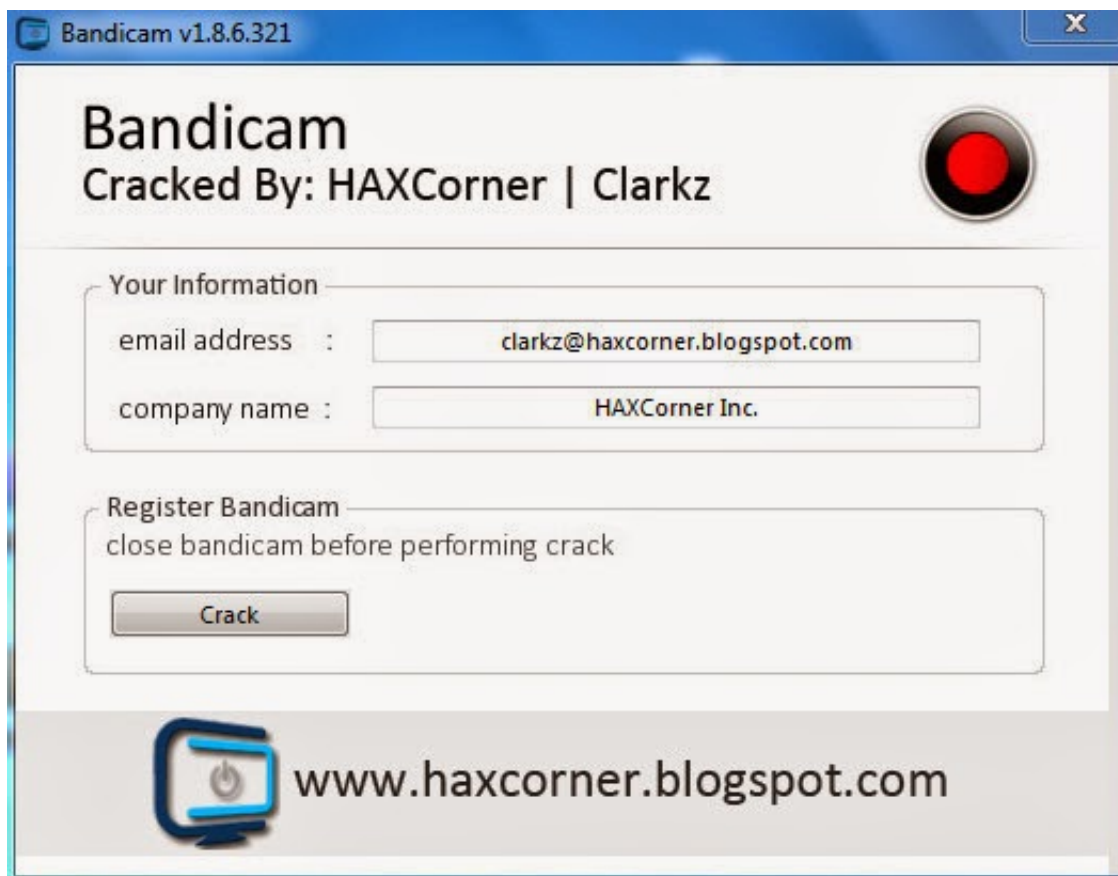 Bandicam v1.8.6.321
X
Bandicam
Cracked By: HAXCorner | Clarkz
Your Information
email address : clarkz@haxcorner.blogspot.com
company name : HAXCorner Inc.
Register Bandicam
close bandicam before performing crack
Crack
www.haxcorner.blogspot.com